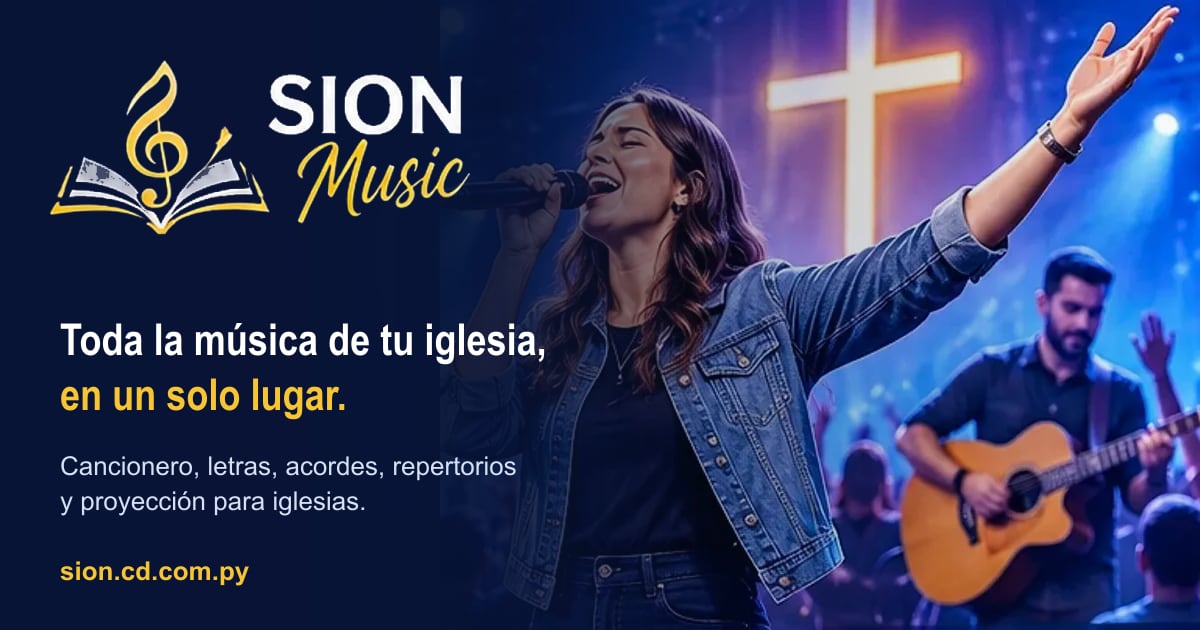 SION
Music
Toda la música de tu iglesia,
en un solo lugar.
Cancionero, letras, acordes, repertorios
y proyección para iglesias.
sion.cd.com.py